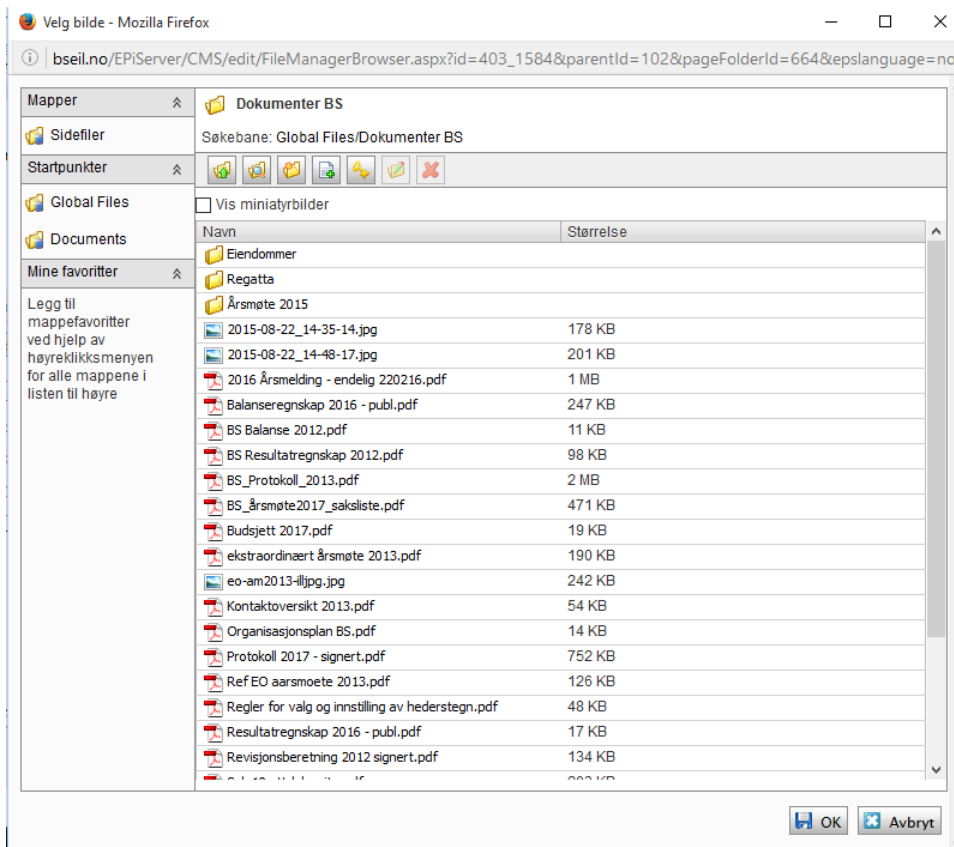 Velg bilde - Mozilla Firefox
bseil.no/EPiServer/CMS/edit/FileManagerBrowser.aspx?id=403_1584&parentId=102&pageFolderId=664&epslanguage=no
Mapper
Sidefiler
Startpunkter
Global Files
Documents
Mine favoritter
Legg til
mappefavoritter
ved hjelp av
høyreklikksmenyen
for alle mappene i
listen til høyre
Dokumenter BS
Søkebane: Global Files/Dokumenter BS
Vis miniatyrbilder
Navn Størrelse
Eiendommer
Regatta
Årsmøte 2015
2015-08-22_14-35-14.jpg 178 KB
2015-08-22_14-48-17.jpg 201 KB
2016 Årsmelding - endelig 220216.pdf 1 MB
Balanseregnskap 2016 - publ.pdf 247 KB
BS Balanse 2012.pdf 11 KB
BS Resultatregnskap 2012.pdf 98 KB
BS_Protokoll_2013.pdf 2 MB
BS_årsmøte2017_saksliste.pdf 471 KB
Budsjett 2017.pdf 19 KB
ekstraordinært årsmøte 2013.pdf 190 KB
eo-am2013-illjpg.jpg 242 KB
Kontaktoversikt 2013.pdf 54 KB
Organisasjonsplan BS.pdf 14 KB
Protokoll 2017 - signert.pdf 752 KB
Ref EO aarsmoete 2013.pdf 126 KB
Regler for valg og innstilling av hederstegn.pdf 48 KB
Resultatregnskap 2016 - publ.pdf 17 KB
Revisjonsberetning 2012 signert.pdf 134 KB
OK Avbryt